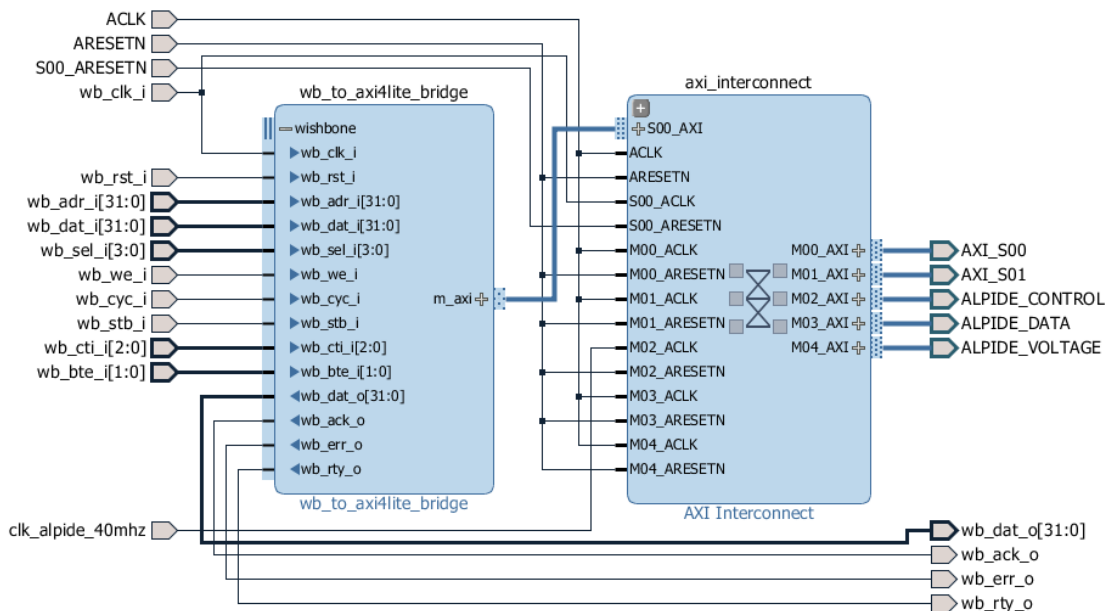 ACLK
ARESETN
S00_ARESETN
wb_clk_i
wb_rst_i
wb_adr_i[31:0]
wb_dat_i[31:0]
wb_sel_i[3:0]
wb_we_i
wb_cyc_i
wb_stb_i
wb_cti_i[2:0]
wb_bte_i[1:0]
clk_alpide_40mhz
wb_to_axi4lite_bridge
wishbone
wb_clk_i
wb_rst_i
wb_adr_i[31:0]
wb_dat_i[31:0]
wb_sel_i[3:0]
wb_we_i
wb_cyc_i
wb_stb_i
wb_cti_i[2:0]
wb_bte_i[1:0]
wb_dat_o[31:0]
wb_ack_o
wb_err_o
wb_rty_o
m_axi
wb_to_axi4lite_bridge
axi_interconnect
S00_AXI
ACLK
ARESETN
S00_ACLK
S00_ARESETN
M00_ACLK
M00_ARESETN
M01_ACLK
M01_ARESETN
M02_ACLK
M02_ARESETN
M03_ACLK
M03_ARESETN
M04_ACLK
M04_ARESETN
M00_AXI
M01_AXI
M02_AXI
M03_AXI
M04_AXI
AXI Interconnect
AXI_S00
AXI_S01
ALPIDE_CONTROL
ALPIDE_DATA
ALPIDE_VOLTAGE
wb_dat_o[31:0]
wb_ack_o
wb_err_o
wb_rty_o